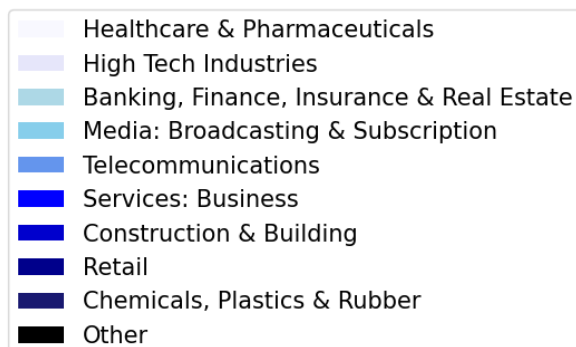 Healthcare & Pharmaceuticals
High Tech Industries
Banking, Finance, Insurance & Real Estate
Media: Broadcasting & Subscription
Telecommunications
Services: Business
Construction & Building
Retail
Chemicals, Plastics & Rubber
Other